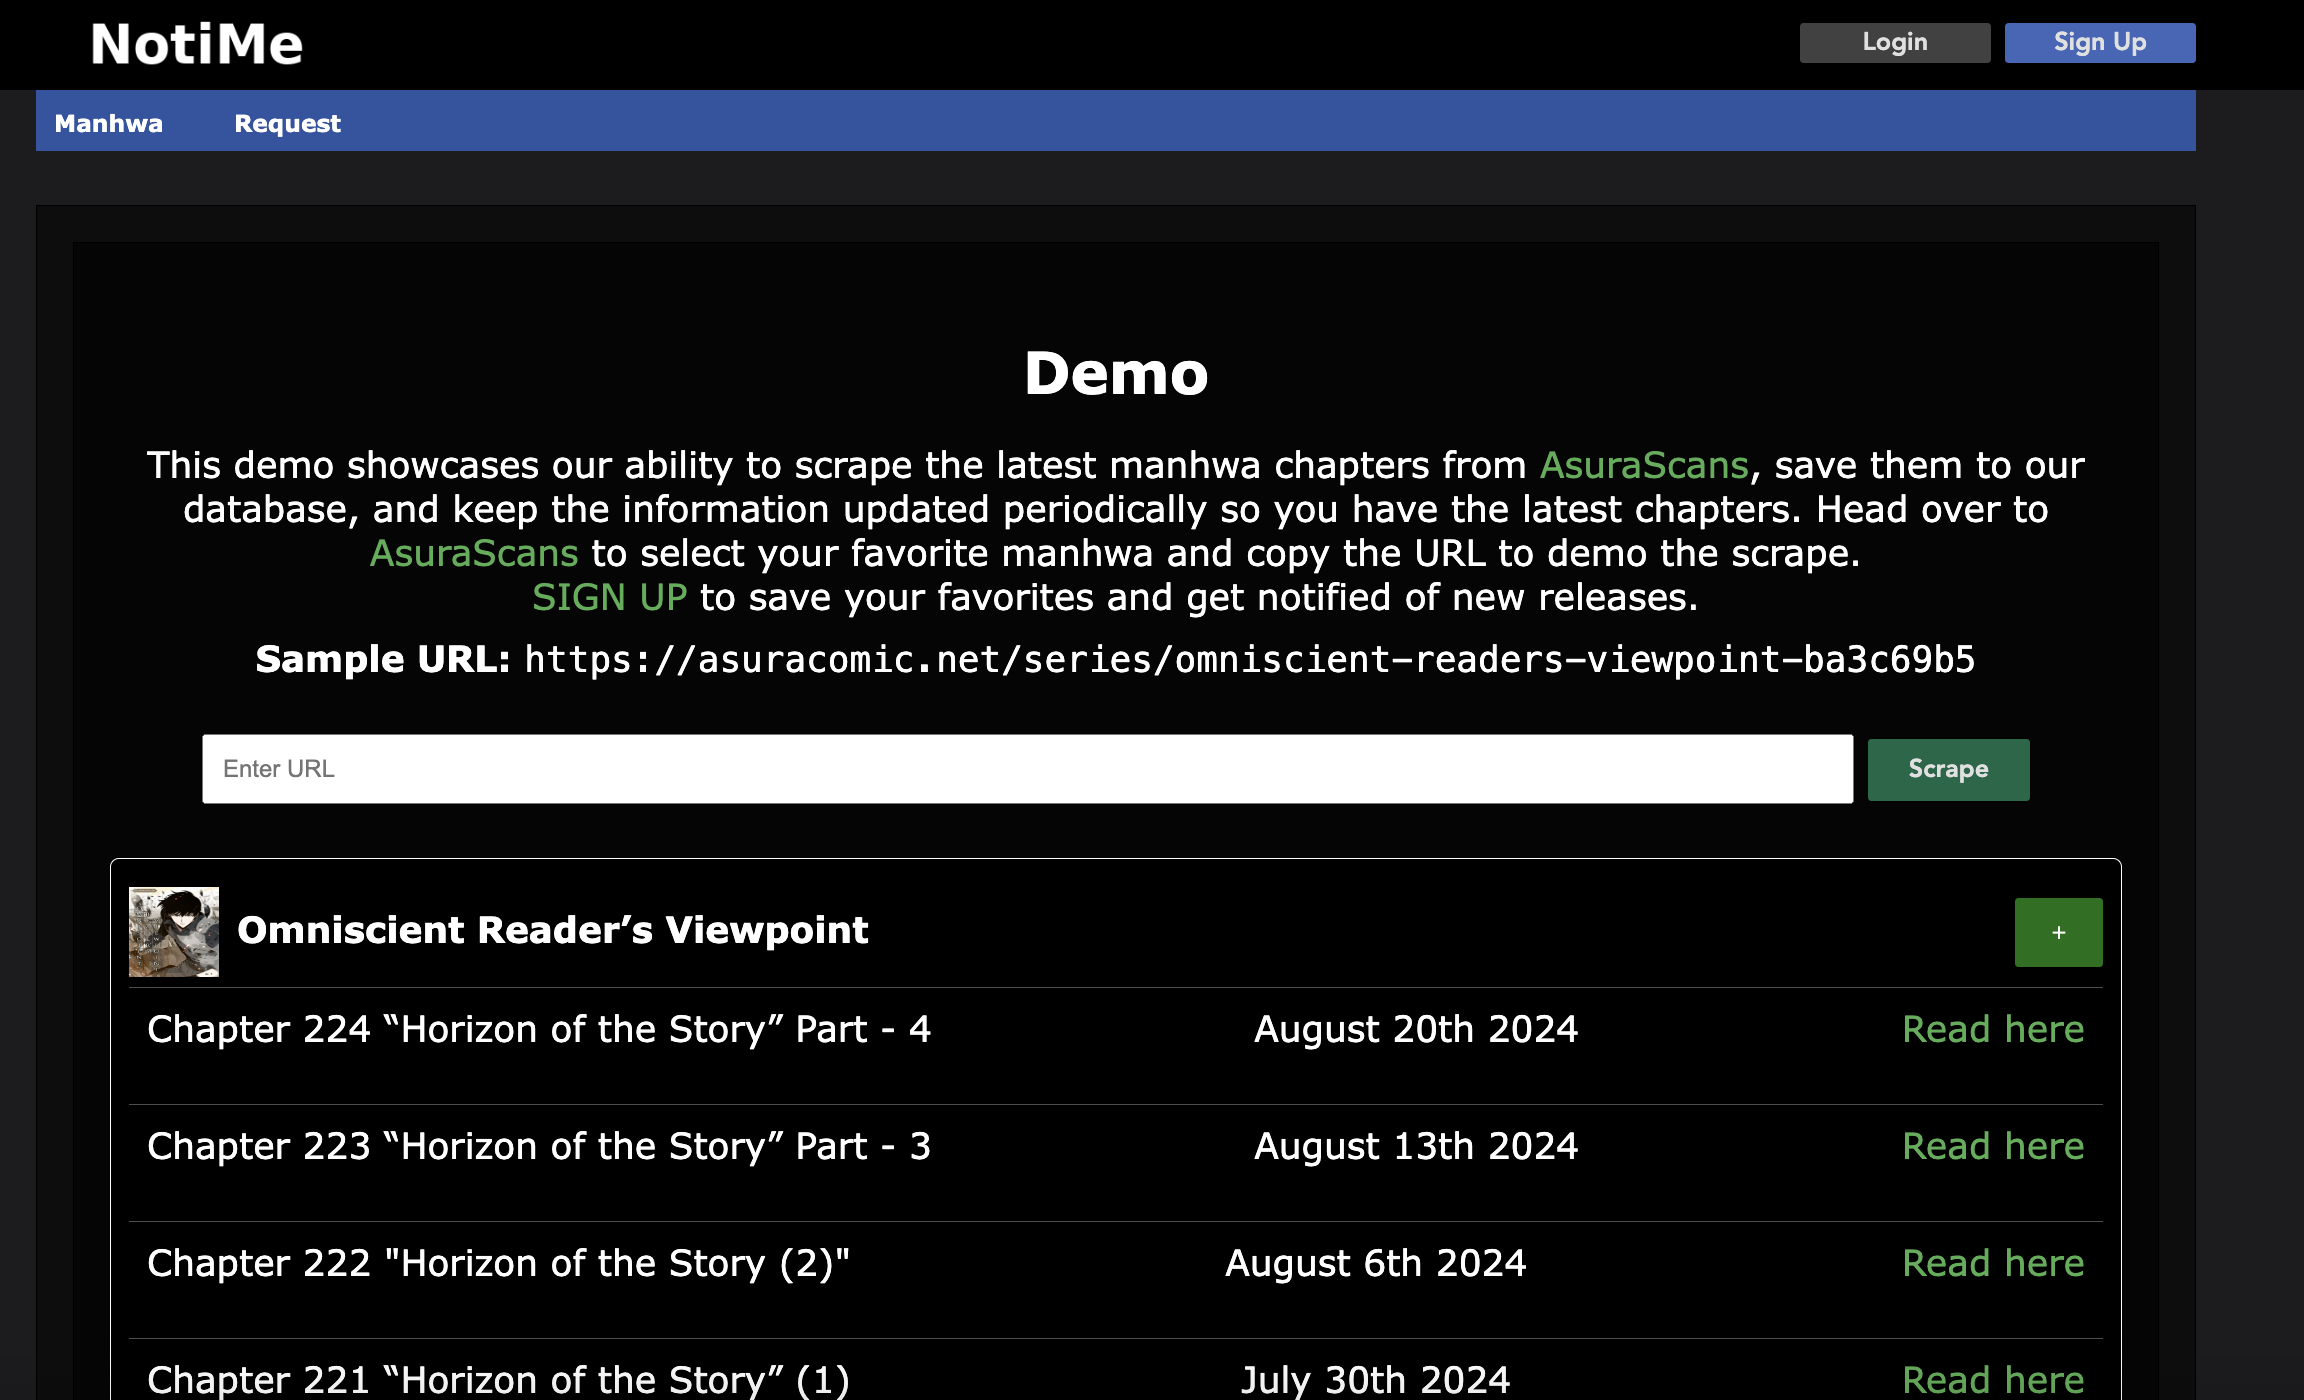 NotiMe
Login Sign Up
Manhwa Request
Demo
This demo showcases our ability to scrape the latest manhwa chapters from AsuraScans, save them to our
database, and keep the information updated periodically so you have the latest chapters. Head over to
AsuraScans to select your favorite manhwa and copy the URL to demo the scrape.
SIGN UP to save your favorites and get notified of new releases.
Sample URL: https://asuracomic.net/series/omniscient-readers-viewpoint-ba3c69b5
Enter URL Scrape
Omniscient Reader’s Viewpoint +
Chapter 224 “Horizon of the Story” Part - 4 August 20th 2024 Read here
Chapter 223 “Horizon of the Story” Part - 3 August 13th 2024 Read here
Chapter 222 "Horizon of the Story (2)" August 6th 2024 Read here
Chapter 221 “Horizon of the Story” (1) July 30th 2024 Read here